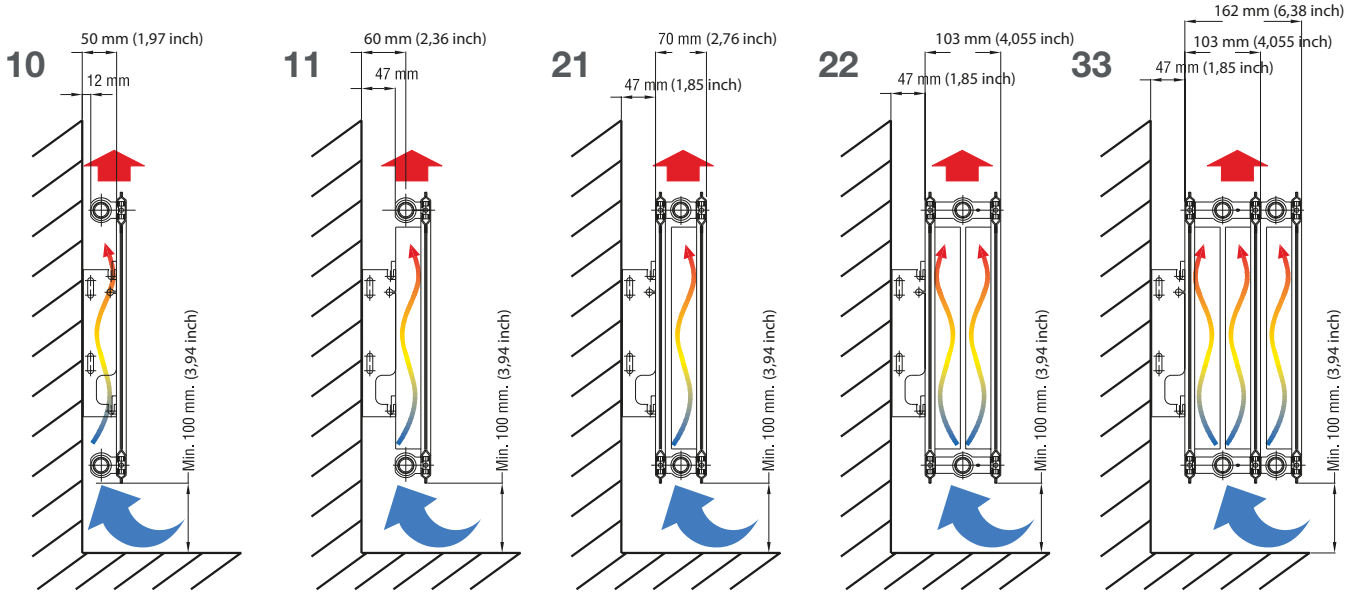 10
50 mm (1,97 inch)
12 mm
Min. 100 mm. (3,94 inch)
11
60 mm (2,36 inch)
47 mm
Min. 100 mm. (3,94 inch)
21
70 mm (2,76 inch)
47 mm (1,85 inch)
Min. 100 mm. (3,94 inch)
22
103 mm (4,055 inch)
47 mm (1,85 inch)
Min. 100 mm. (3,94 inch)
33
162 mm (6,38 inch)
103 mm (4,055 inch)
47 mm (1,85 inch)
Min. 100 mm. (3,94 inch)